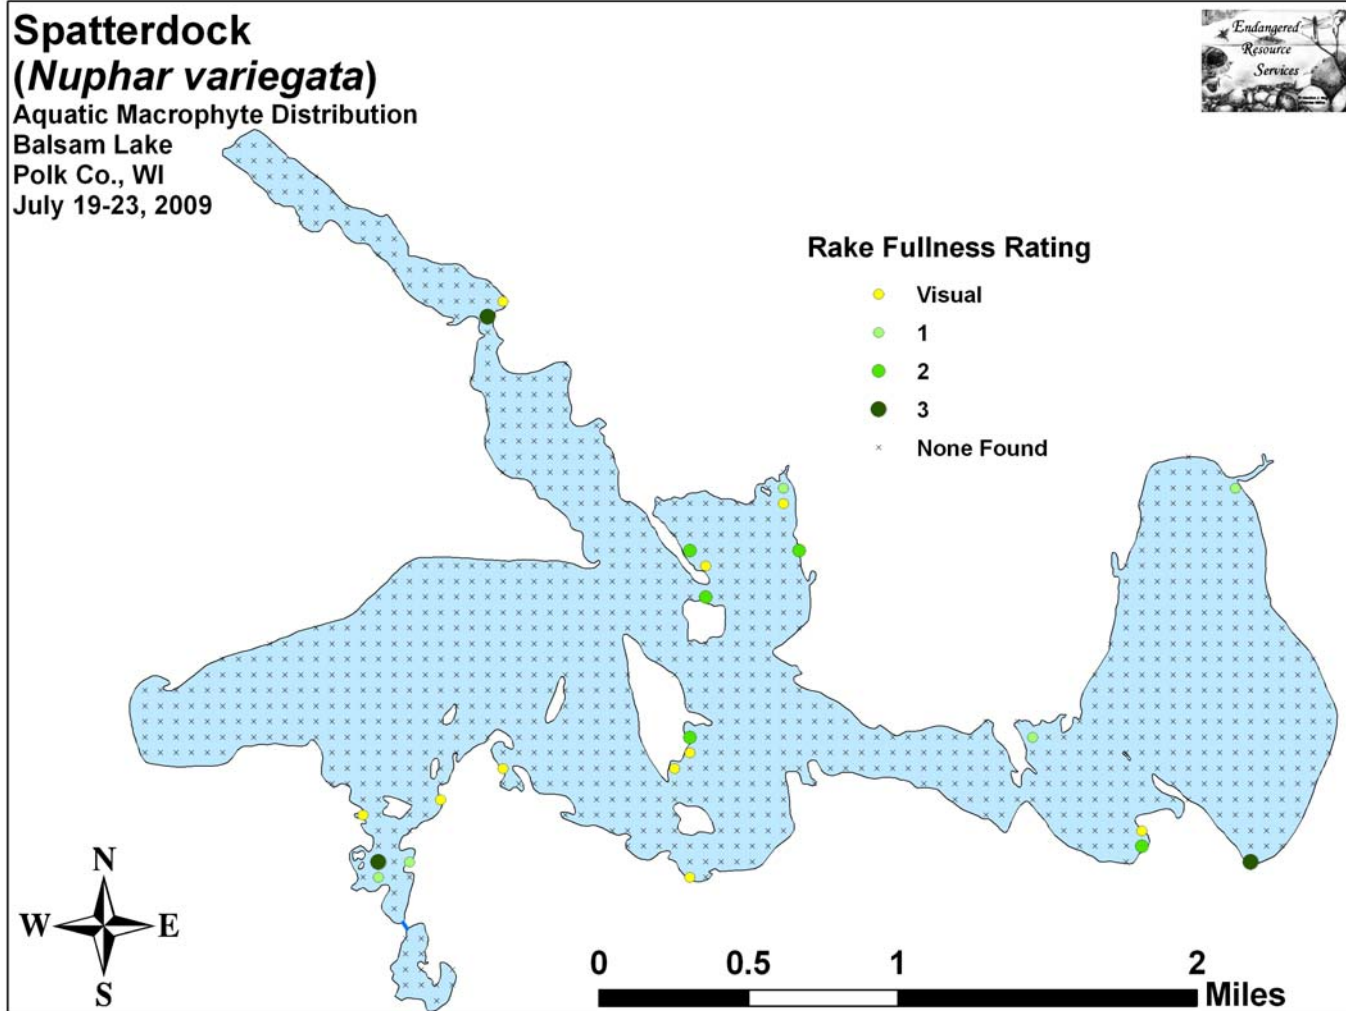 Spatterdock
(Nuphar variegata)
Aquatic Macrophyte Distribution
Balsam Lake
Polk Co., WI
July 19-23, 2009
Endangered
Resource
Services
Rake Fullness Rating
Visual
1
2
3
None Found
N
W E
S
0 0.5 1 2
Miles